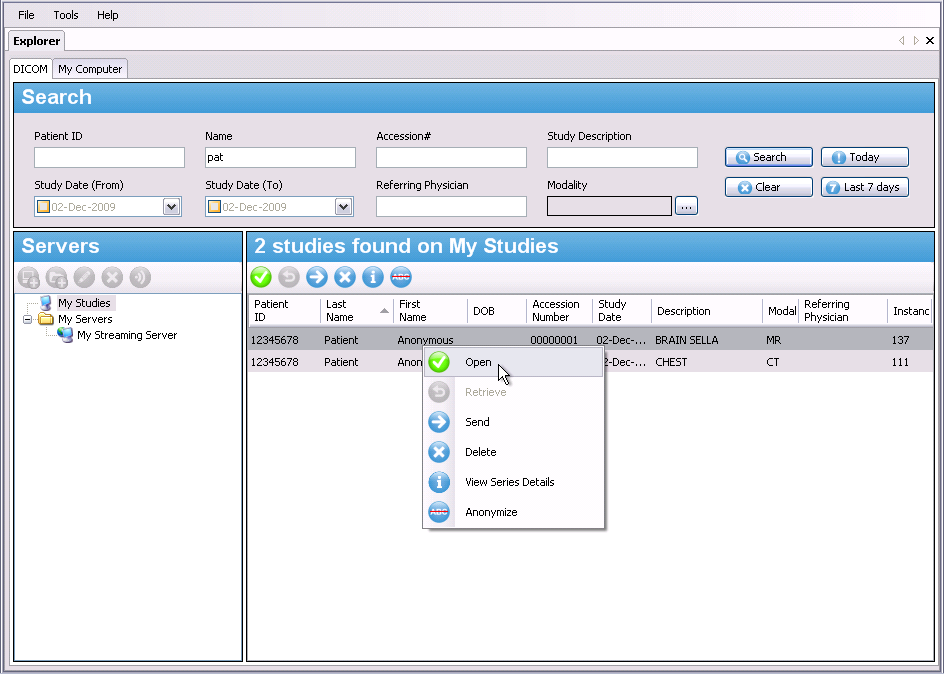 File Tools Help
Explorer
DICOM My Computer
Search
Patient ID Name Accession# Study Description
pat
Search Today
Study Date (From) Study Date (To) Referring Physician Modality
Clear 7 Last 7 days
02-Dec-2009 02-Dec-2009 ...
Servers
My Studies
My Servers
My Streaming Server
2 studies found on My Studies
Patient ID Last Name First Name DOB Accession Number Study Date Description Modal Referring Physician Instanc
12345678 Patient Anonymous 00000001 02-Dec-... BRAIN SELLA MR 137
12345678 Patient Anon 2-Dec-... CHEST CT 111
Open
Retrieve
Send
Delete
View Series Details
ABC Anonymize